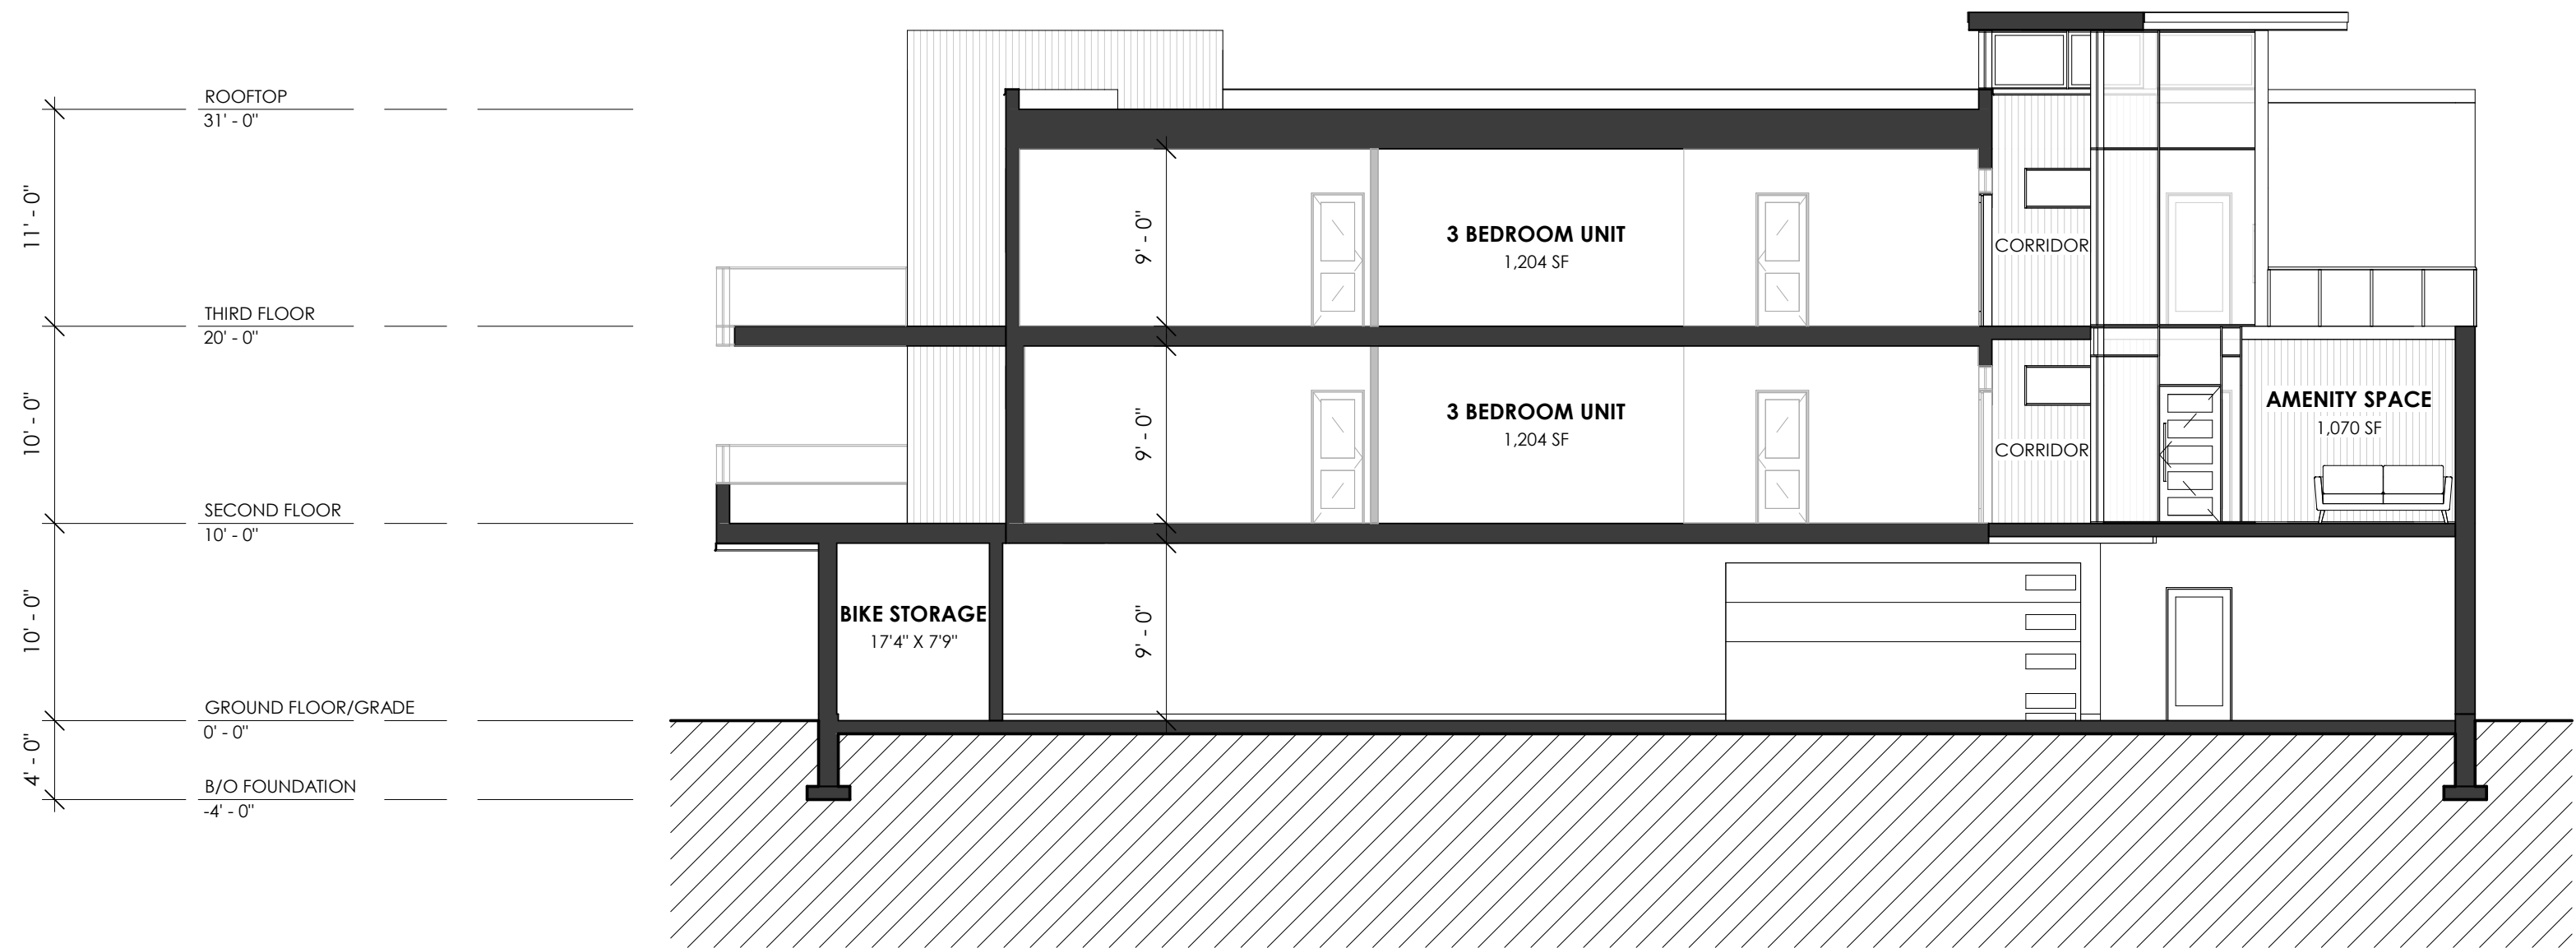 ROOFTOP
31' - 0"
11' - 0"
THIRD FLOOR
20' - 0"
10' - 0"
SECOND FLOOR
10' - 0"
10' - 0"
GROUND FLOOR/GRADE
0' - 0"
4' - 0"
B/O FOUNDATION
-4' - 0"
9' - 0"
3 BEDROOM UNIT
1,204 SF
CORRIDOR
9' - 0"
3 BEDROOM UNIT
1,204 SF
CORRIDOR
AMENITY SPACE
1,070 SF
BIKE STORAGE
17'4" X 7'9"
9' - 0"